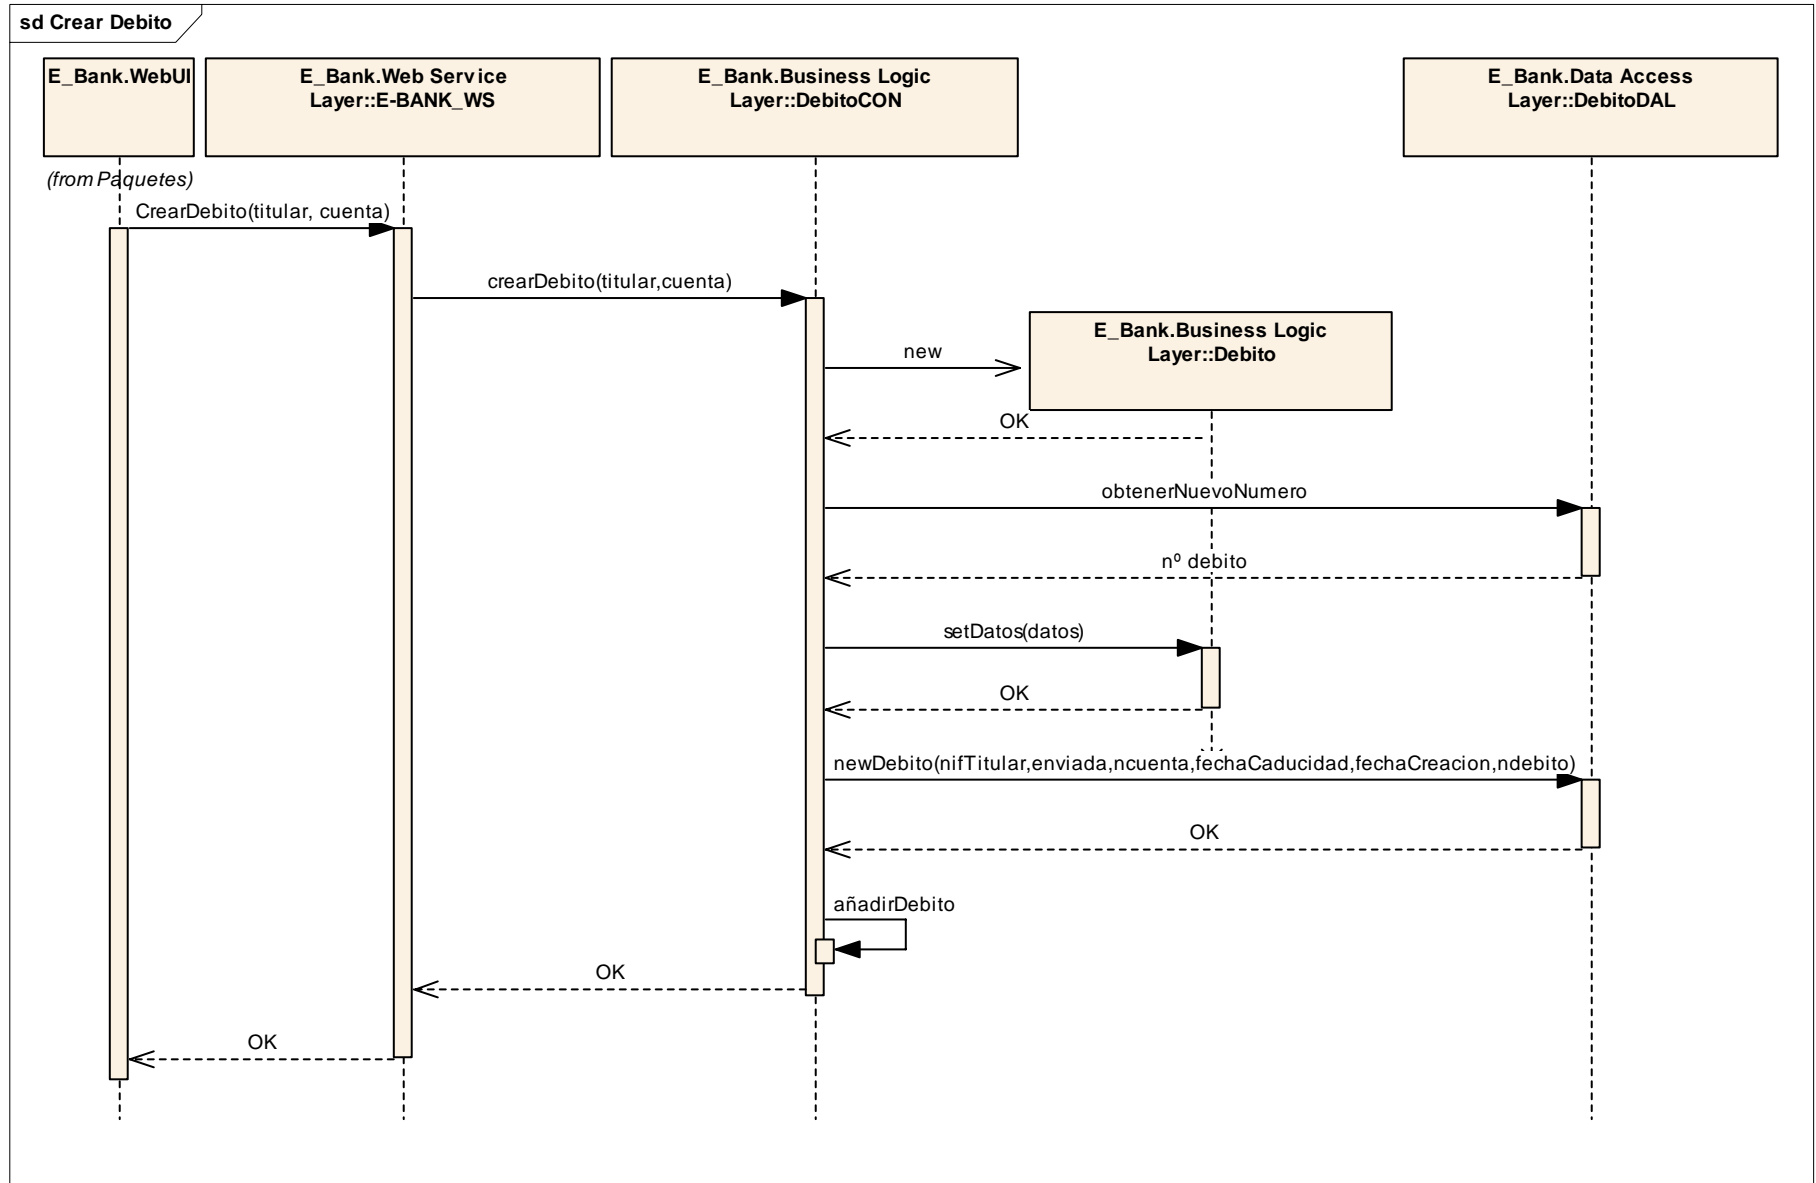 sd Crear Debito
E_Bank.WebUI
E_Bank.Web Service
Layer::E-BANK_WS
E_Bank.Business Logic
Layer::DebitoCON
E_Bank.Data Access
Layer::DebitoDAL
(from Paquetes)
CrearDebito(titular, cuenta)
crearDebito(titular,cuenta)
E_Bank.Business Logic
Layer::Debito
new
OK
obtenerNuevoNumero
nº debito
setDatos(datos)
OK
newDebito(nifTitular,enviada,ncuenta,fechaCaducidad,fechaCreacion,ndebito)
OK
añadirDebito
OK
OK